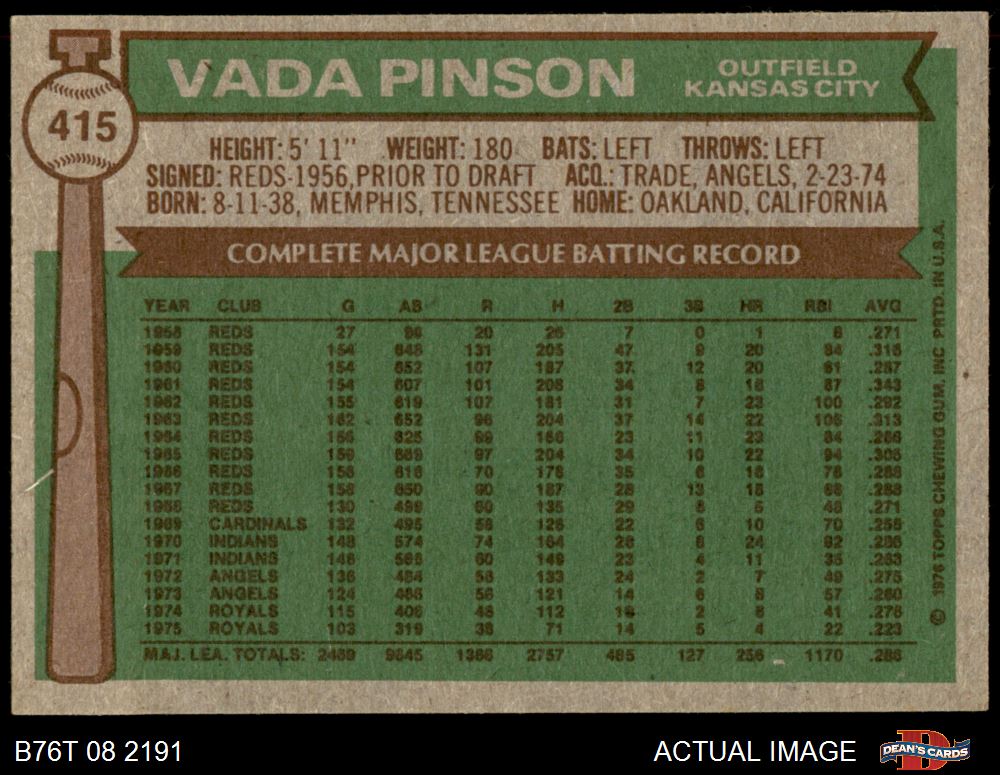 VADA PINSON
OUTFIELD
KANSAS CITY
415
HEIGHT: 5' 11" WEIGHT: 180 BATS: LEFT THROWS: LEFT
SIGNED: REDS-1956, PRIOR TO DRAFT ACQ.: TRADE, ANGELS, 2-23-74
BORN: 8-11-38, MEMPHIS, TENNESSEE HOME: OAKLAND, CALIFORNIA
COMPLETE MAJOR LEAGUE BATTING RECORD
YEAR CLUB G AB R H 2B 3B HR RBI AVG
1958 REDS 27 96 20 26 7 0 1 8 .271
1959 REDS 154 648 131 205 47 9 20 84 .316
1960 REDS 154 652 107 187 37 12 20 61 .287
1961 REDS 154 607 101 208 34 8 16 87 .343
1962 REDS 155 619 107 181 31 7 23 100 .292
1963 REDS 162 652 96 204 37 14 22 106 .313
1964 REDS 156 625 99 166 23 11 23 84 .266
1965 REDS 159 669 97 204 34 10 22 94 .305
1966 REDS 156 618 70 178 35 6 16 76 .288
1967 REDS 158 650 90 187 28 13 18 66 .288
1968 REDS 130 499 60 135 29 6 5 48 .271
1969 CARDINALS 132 495 58 126 22 6 10 70 .255
1970 INDIANS 148 574 74 164 28 6 24 82 .286
1971 INDIANS 146 566 60 149 23 4 11 35 .263
1972 ANGELS 136 484 56 133 24 2 7 49 .275
1973 ANGELS 124 466 56 121 14 6 8 57 .260
1974 ROYALS 115 406 46 112 18 2 6 41 .276
1975 ROYALS 103 319 38 71 14 5 4 22 .223
MAJ. LEA. TOTALS: 2469 9645 1366 2757 485 127 256 1170 .286
© 1976 TOPPS CHEWING GUM, INC PRTD. IN U.S.A.
B76T 08 2191
ACTUAL IMAGE
D
DEAN'S CARDS